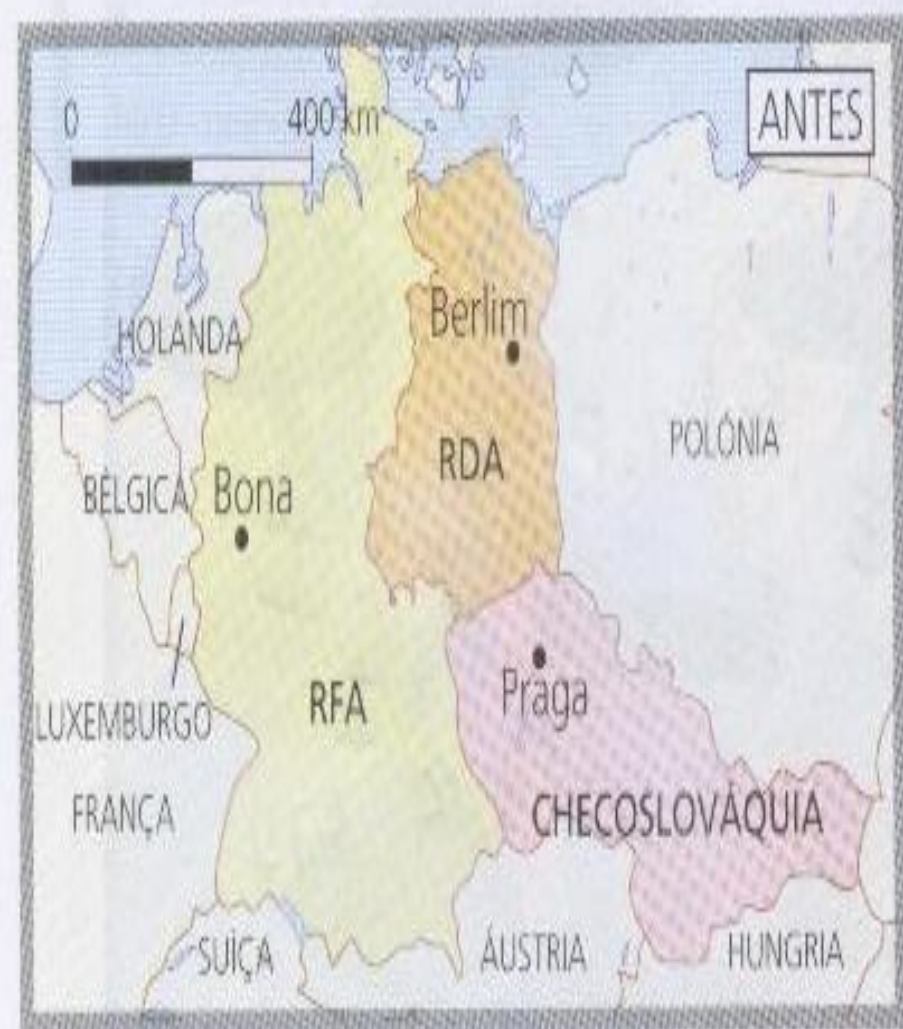 0 400 km
ANTES
HOLANDA
Berlim
RDA
POLÓNIA
BÉLGICA
Bona
LUXEMBURGO
RFA
Praga
FRANÇA
CHECOSLOVÁQUIA
SUÍÇA
ÁUSTRIA
HUNGRIA